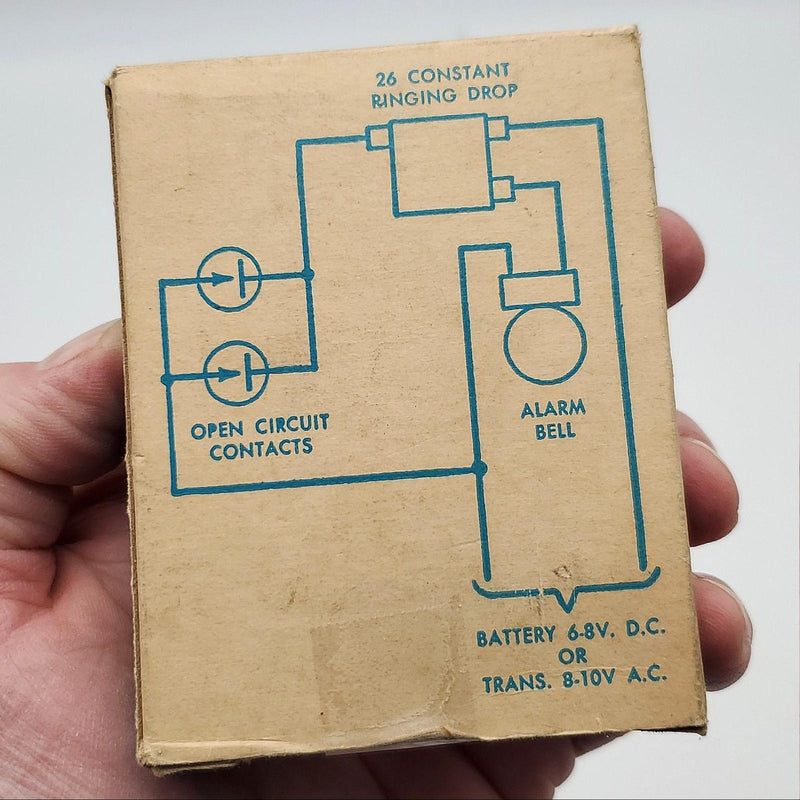 26 CONSTANT
RINGING DROP
OPEN CIRCUIT
CONTACTS
ALARM
BELL
BATTERY 6-8V. D.C.
OR
TRANS. 8-10V A.C.